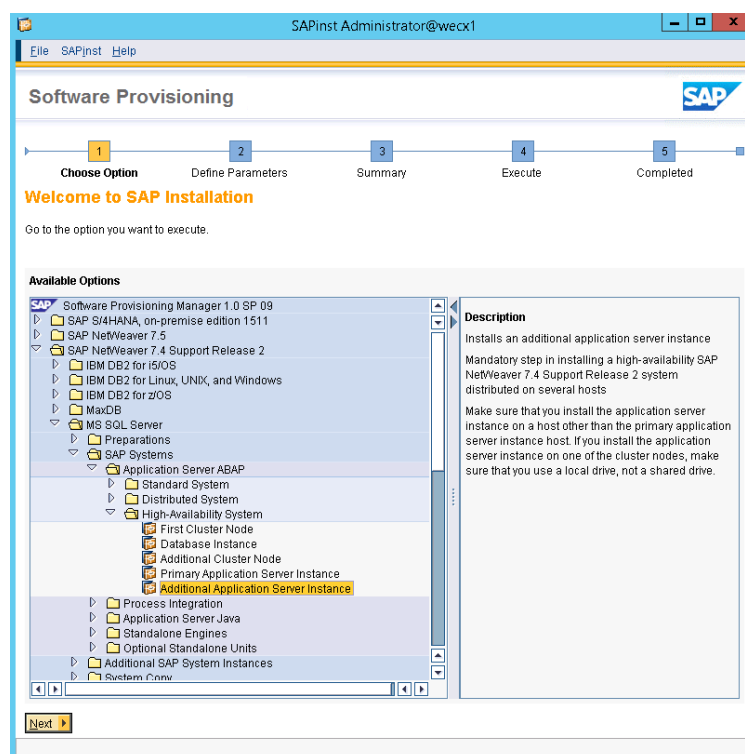 SAPinst Administrator@wecx1
File SAPinst Help
Software Provisioning
SAP
1 2 3 4 5
Choose Option Define Parameters Summary Execute Completed
Welcome to SAP Installation
Go to the option you want to execute.
Available Options
SAP Software Provisioning Manager 1.0 SP 09
SAP S/4HANA, on-premise edition 1511
SAP NetWeaver 7.5
SAP NetWeaver 7.4 Support Release 2
IBM DB2 for i5/OS
IBM DB2 for Linux, UNIX, and Windows
IBM DB2 for z/OS
MaxDB
MS SQL Server
Preparations
SAP Systems
Application Server ABAP
Standard System
Distributed System
High-Availability System
First Cluster Node
Database Instance
Additional Cluster Node
Primary Application Server Instance
Additional Application Server Instance
Process Integration
Application Server Java
Standalone Engines
Optional Standalone Units
Additional SAP System Instances
System Copy
Description
Installs an additional application server instance
Mandatory step in installing a high-availability SAP
NetWeaver 7.4 Support Release 2 system
distributed on several hosts
Make sure that you install the application server
instance on a host other than the primary application
server instance host. If you install the application
server instance on one of the cluster nodes, make
sure that you use a local drive, not a shared drive.
Next